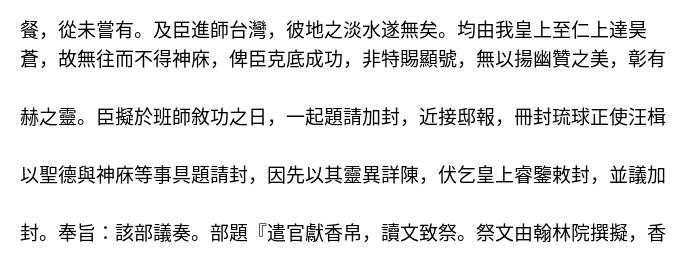 餐，從未嘗有。及臣進師台灣，彼地之淡水遂無矣。均由我皇上至仁上達昊
蒼，故無往而不得神庥，俾臣克底成功，非特賜顯號，無以揚幽贊之美，彰有
赫之靈。臣擬於班師敘功之日，一起題請加封，近接邸報，冊封琉球正使汪楫
以聖德與神庥等事具題請封，因先以其靈異詳陳，伏乞皇上睿鑒敕封，並議加
封。奉旨：該部議奏。部題『遣官獻香帛，讀文致祭。祭文由翰林院撰擬，香